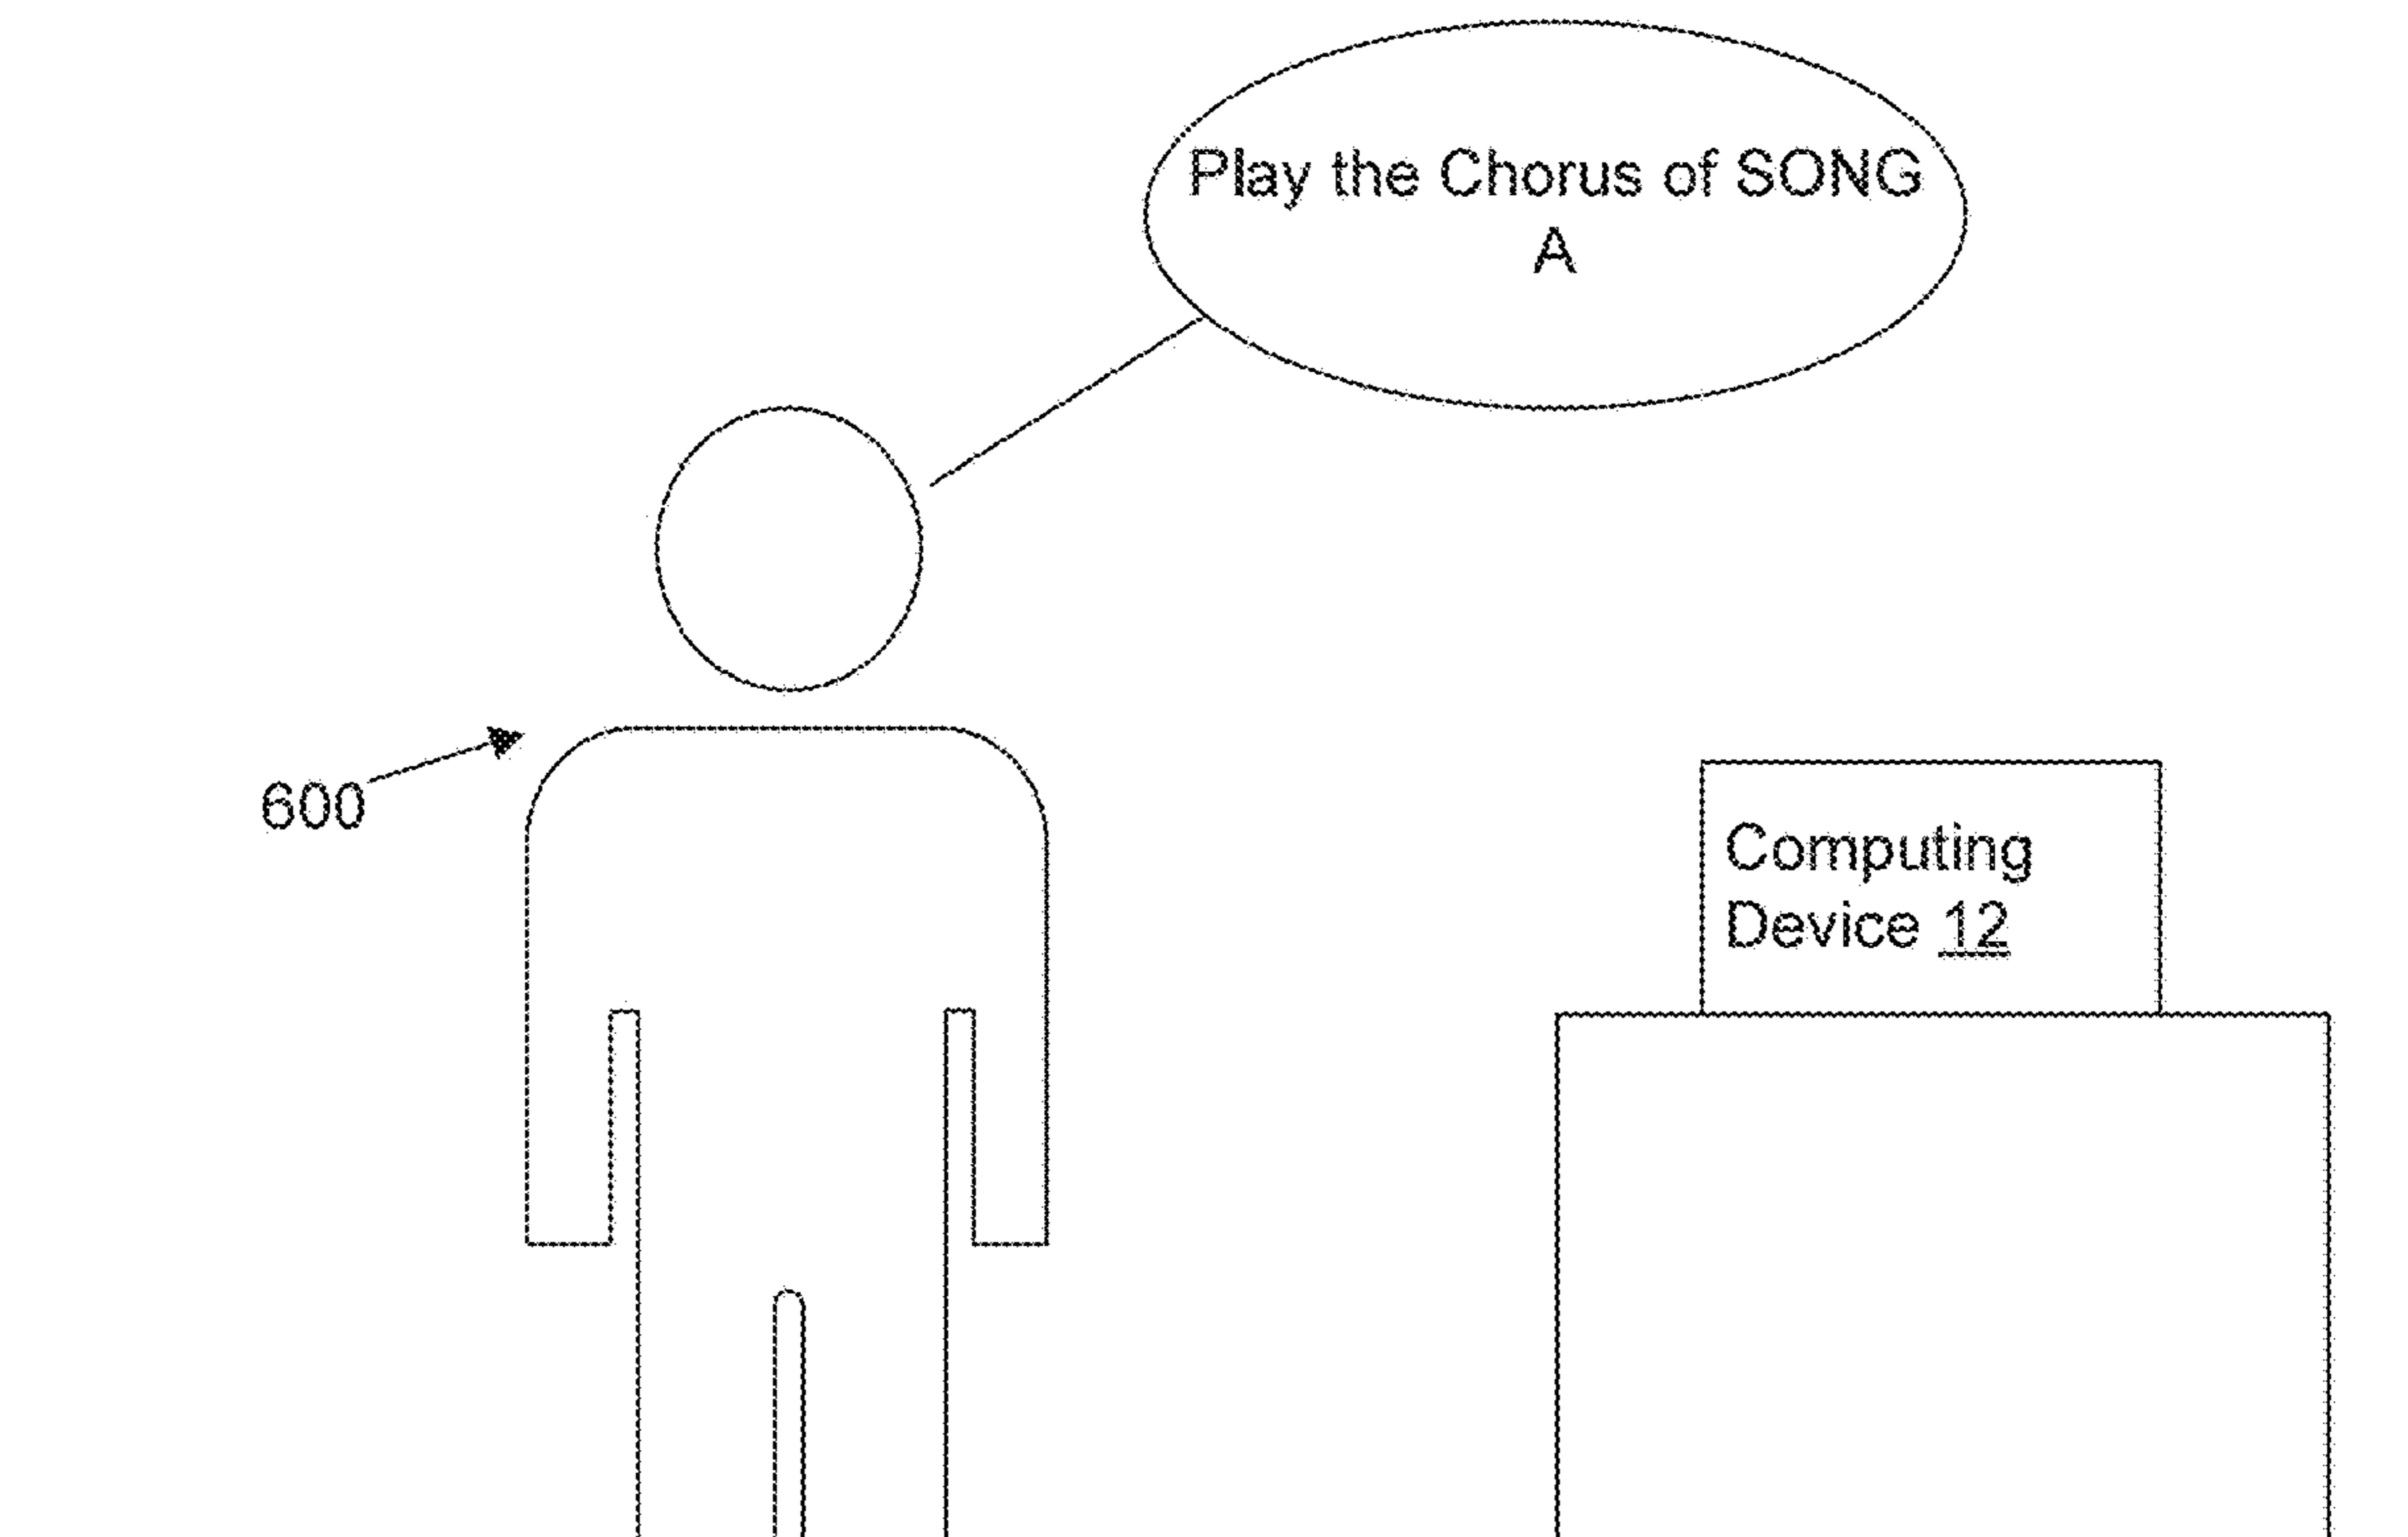 Play the Chorus of SONG
A
600
Computing
Device 12